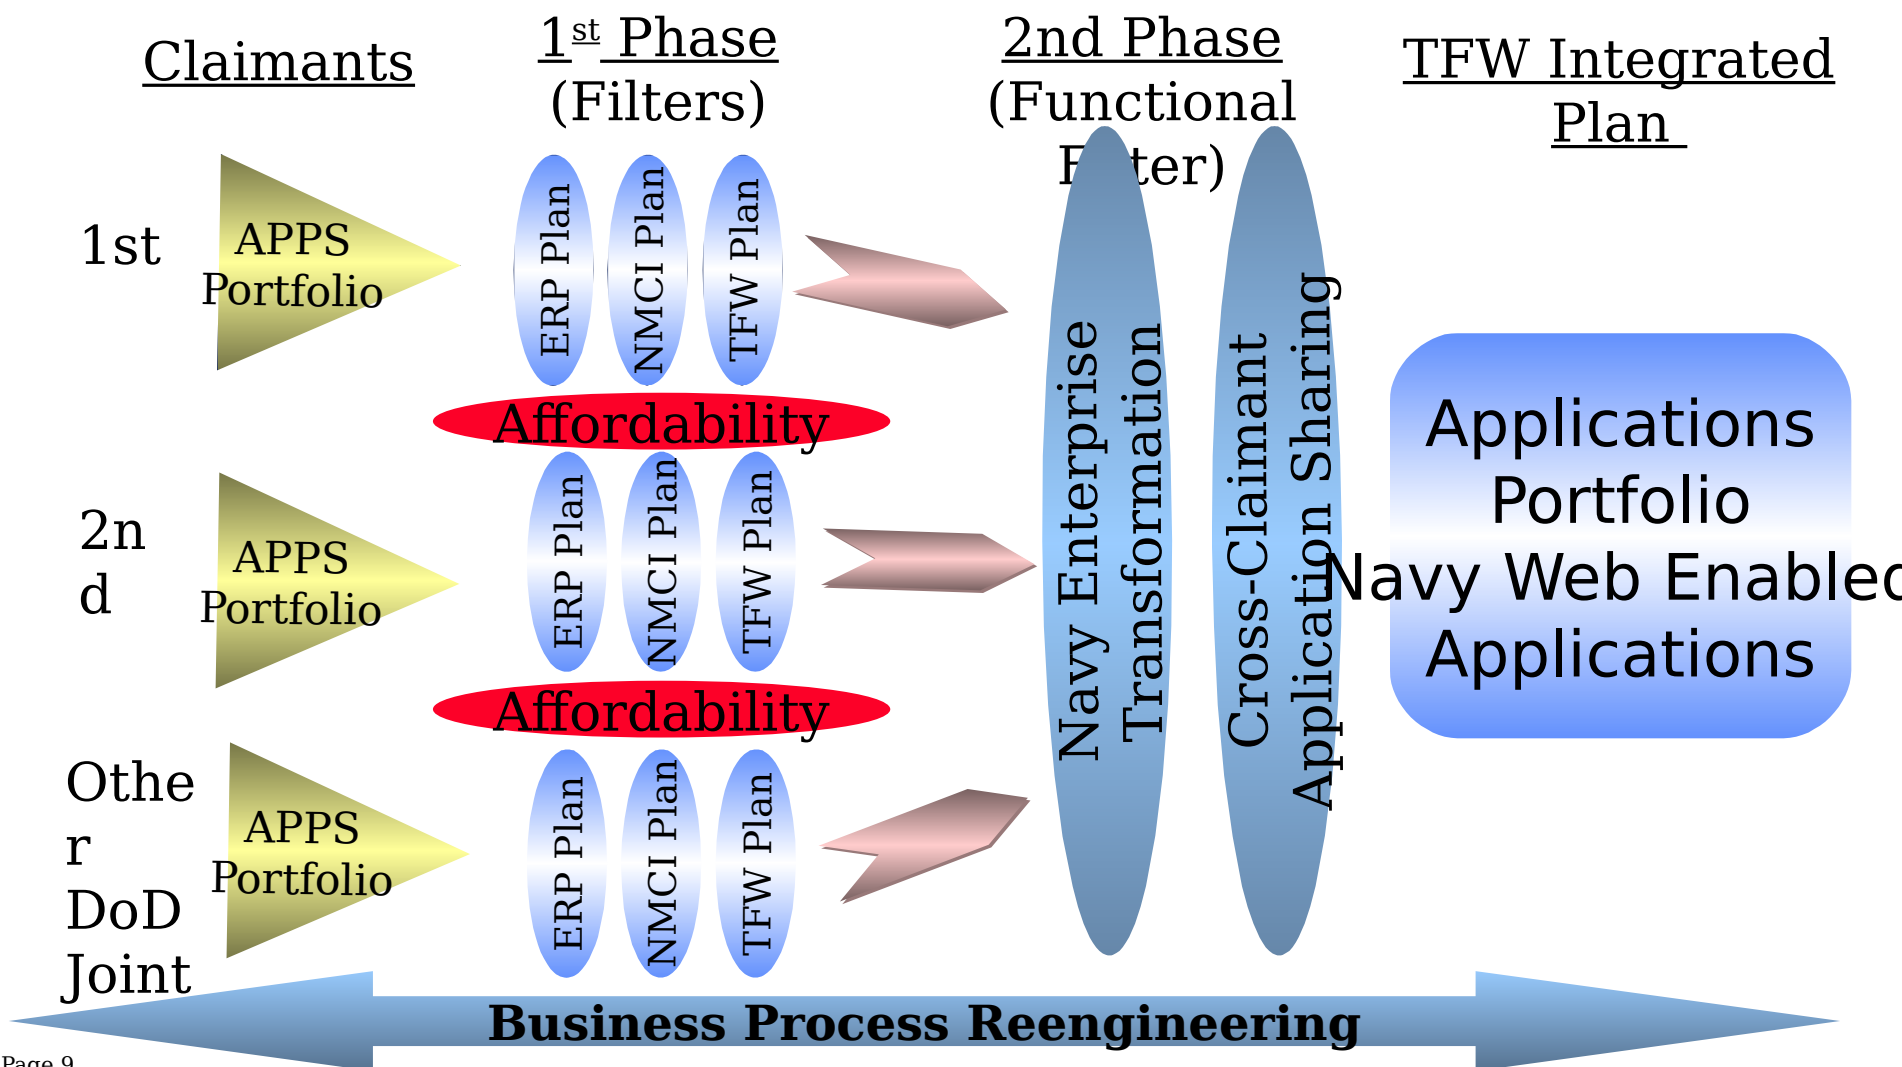 Claimants
1st Phase
(Filters)
2nd Phase
(Functional
ter)
TFW Integrated
Plan
1st
APPS
Portfolio
ERP Plan
NMCI Plan
TFW Plan
Affordability
2n
d
APPS
Portfolio
ERP Plan
NMCI Plan
TFW Plan
Affordability
Othe
r
DoD
Joint
APPS
Portfolio
ERP Plan
NMCI Plan
TFW Plan
Navy Enterprise
Transformation
Cross-Claimant
Application Sharing
Applications
Portfolio
Navy Web Enabled
Applications
Business Process Reengineering
Page 9